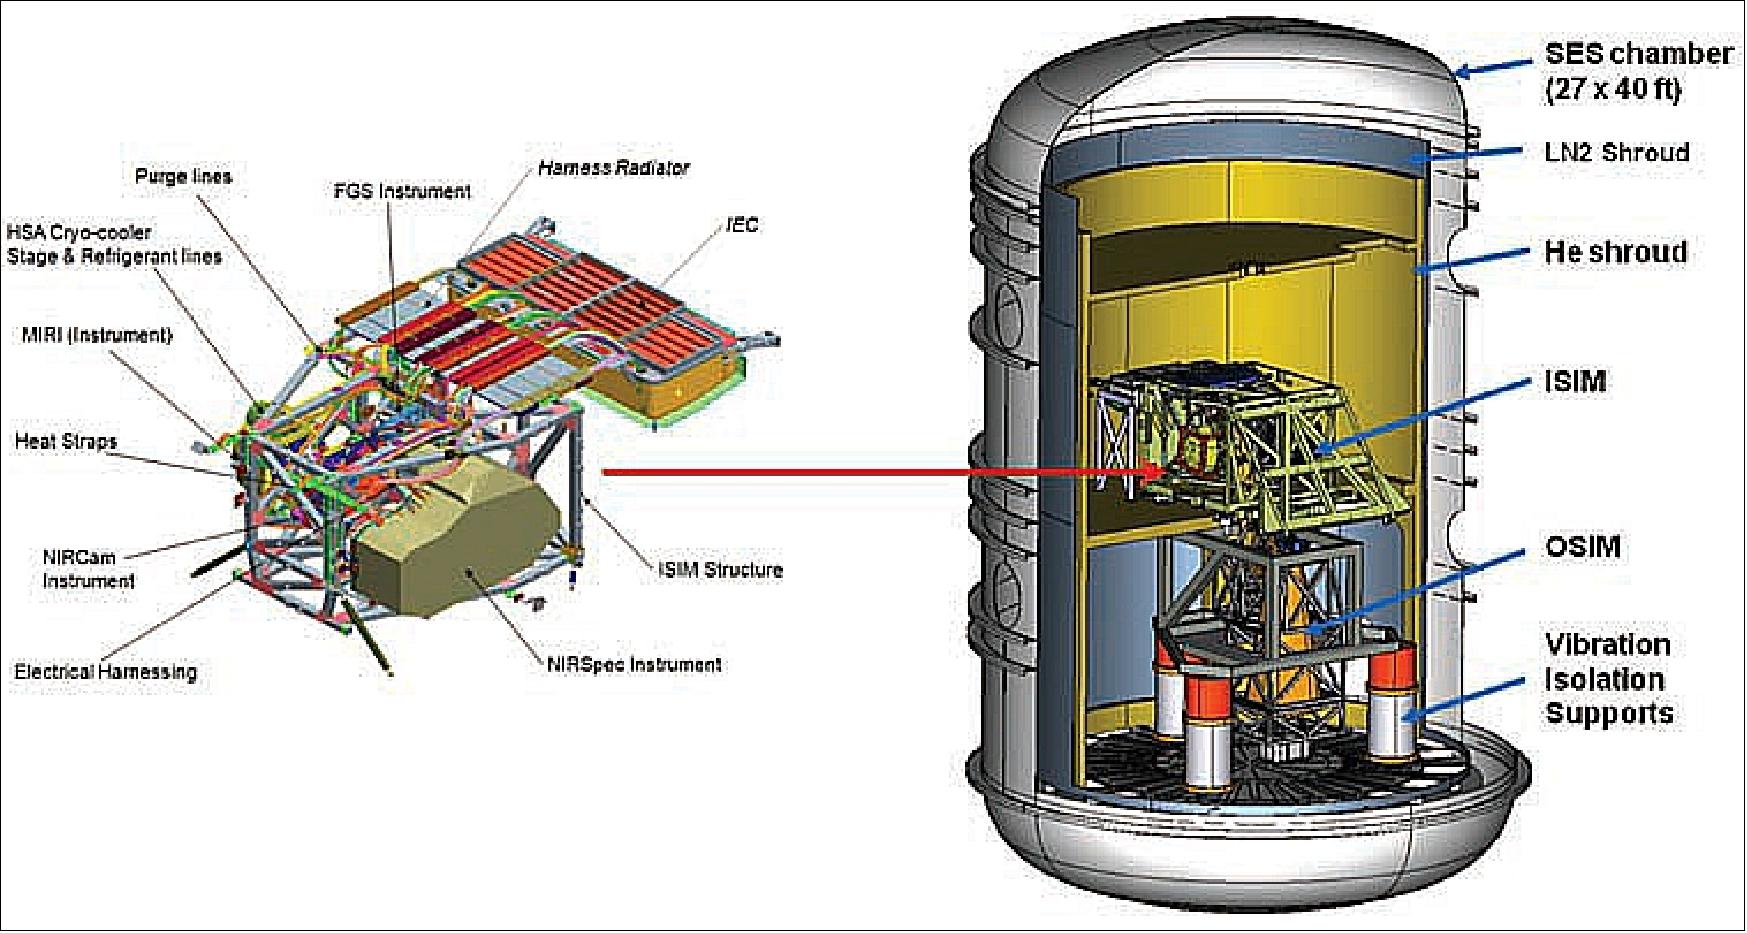 Purge lines
FGS Instrument
Harness Radiator
IEC
HSA Cryo-cooler
Stage & Refrigerant lines
MIRI (Instrument)
Heat Straps
NIRCam
Instrument
Electrical Harnessing
NIRSpec Instrument
ISIM Structure
SES chamber
(27 x 40 ft)
LN2 Shroud
He shroud
ISIM
OSIM
Vibration
Isolation
Supports